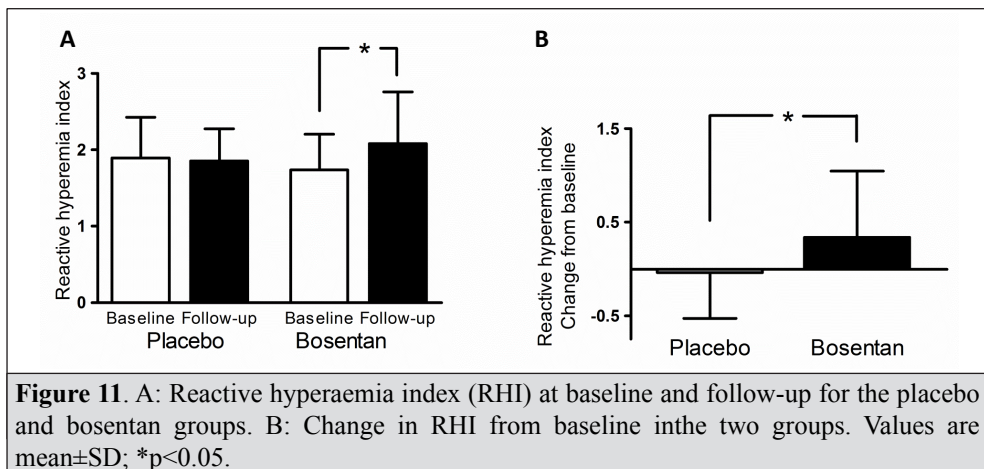 A
*
3
2
1
0
Reactive hyperemia index
Baseline Follow-up
Baseline Follow-up
Placebo
Bosentan
B
*
1.5
0.5
-0.5
Reactive hyperemia index
Change from baseline
Placebo
Bosentan
Figure 11. A: Reactive hyperaemia index (RHI) at baseline and follow-up for the placebo
and bosentan groups. B: Change in RHI from baseline inthe two groups. Values are
mean±SD; *p<0.05.